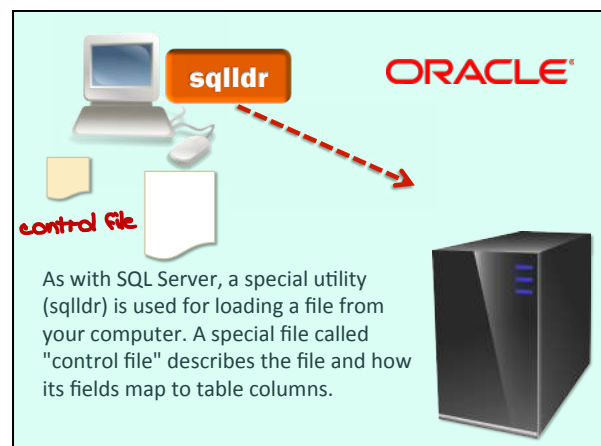 sqlldr
ORACLE®
control file
As with SQL Server, a special utility
(sqlldr) is used for loading a file from
your computer. A special file called
"control file" describes the file and how
its fields map to table columns.